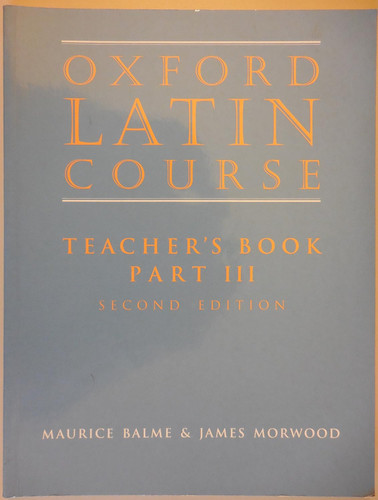 OXFORD
LATIN
COURSE
TEACHER'S BOOK
PART III
SECOND EDITION
MAURICE BALME & JAMES MORWOOD